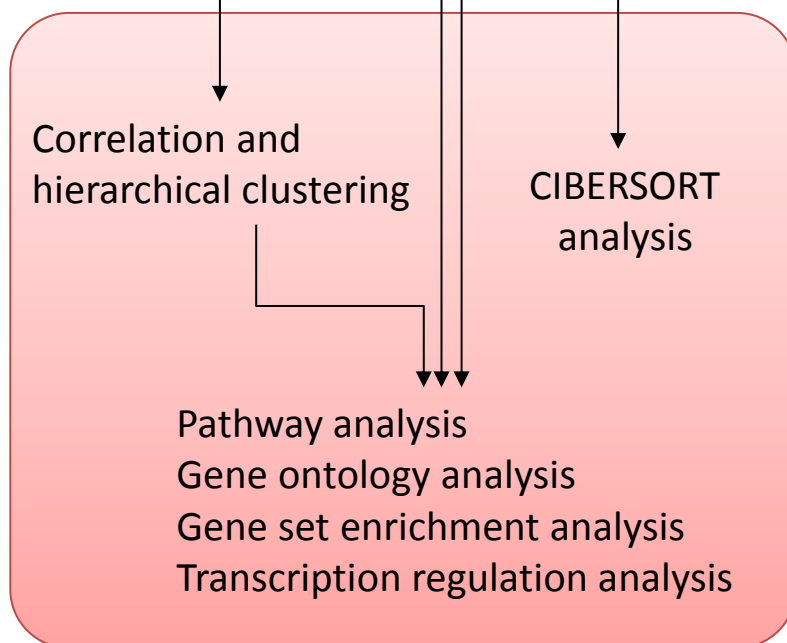 Correlation and
hierarchical clustering
CIBERSORT
analysis
Pathway analysis
Gene ontology analysis
Gene set enrichment analysis
Transcription regulation analysis